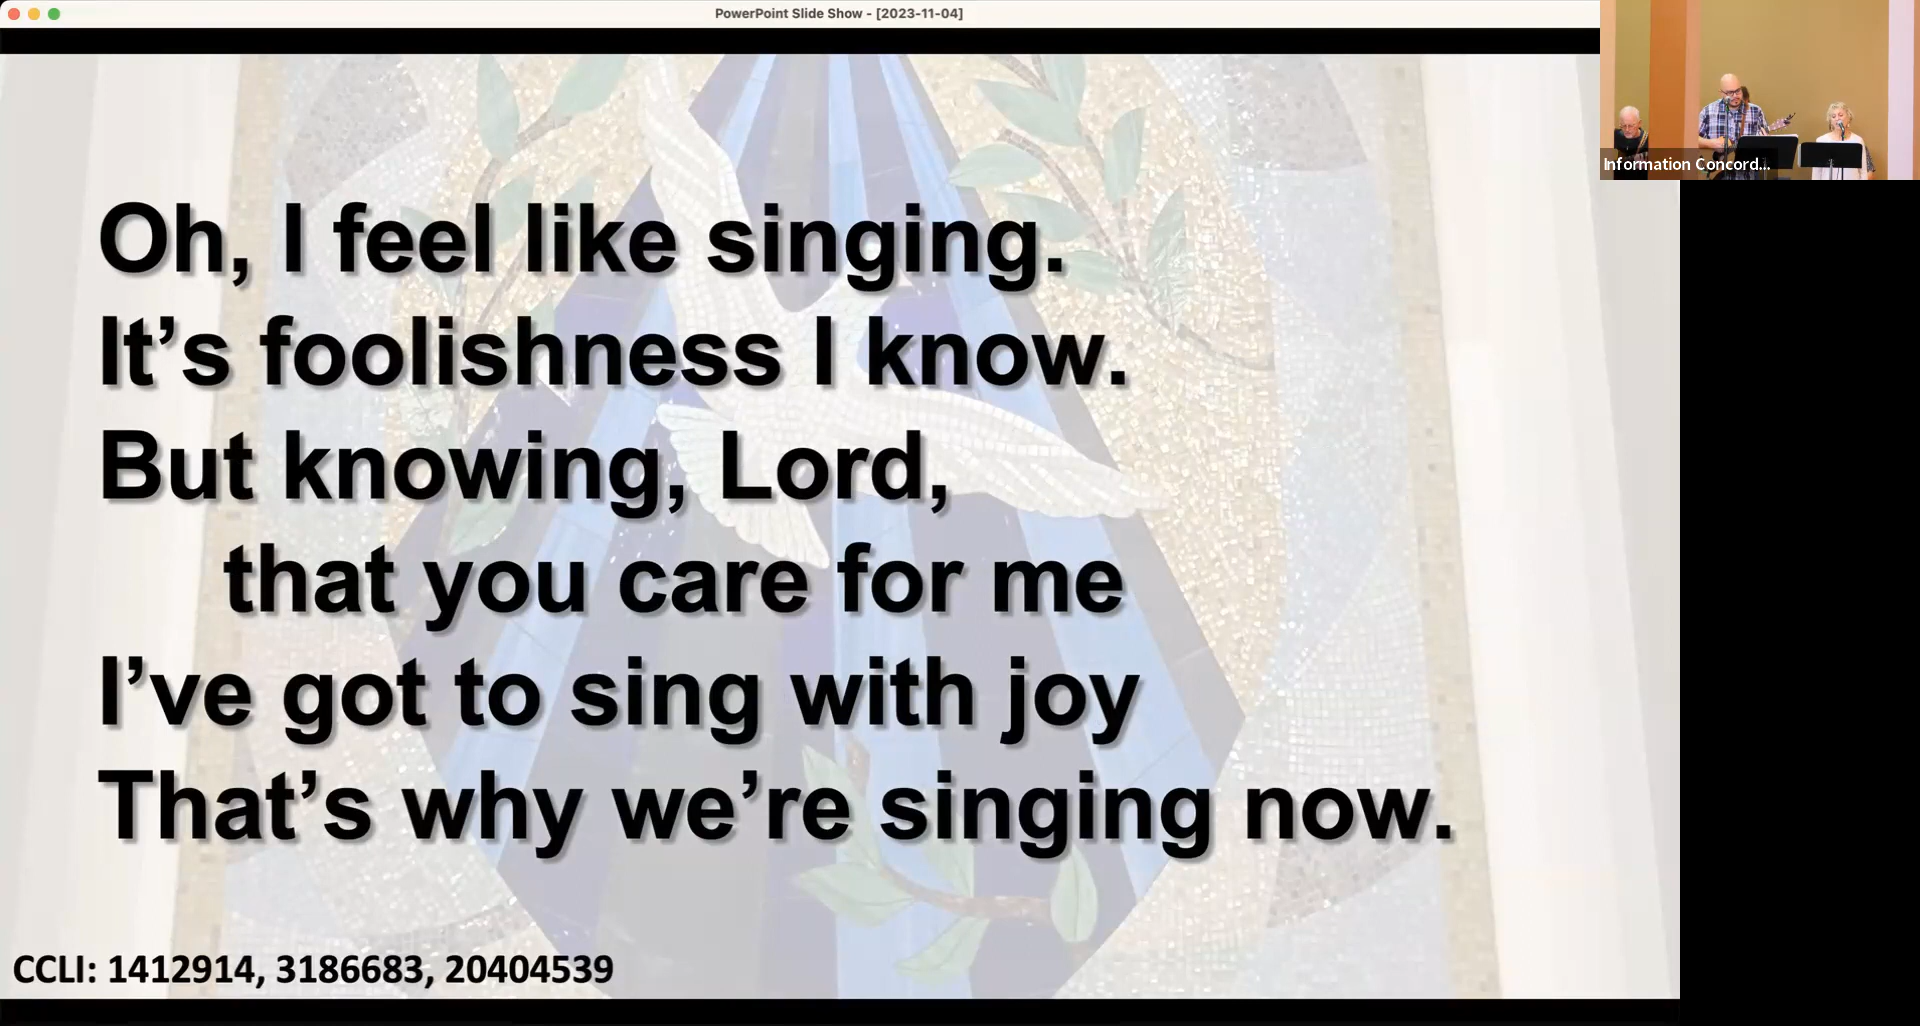 PowerPoint Slide Show - [2023-11-04]
Information Concord...
Oh, I feel like singing.
It’s foolishness I know.
But knowing, Lord,
that you care for me
I’ve got to sing with joy
That’s why we’re singing now.
CCLI: 1412914, 3186683, 20404539